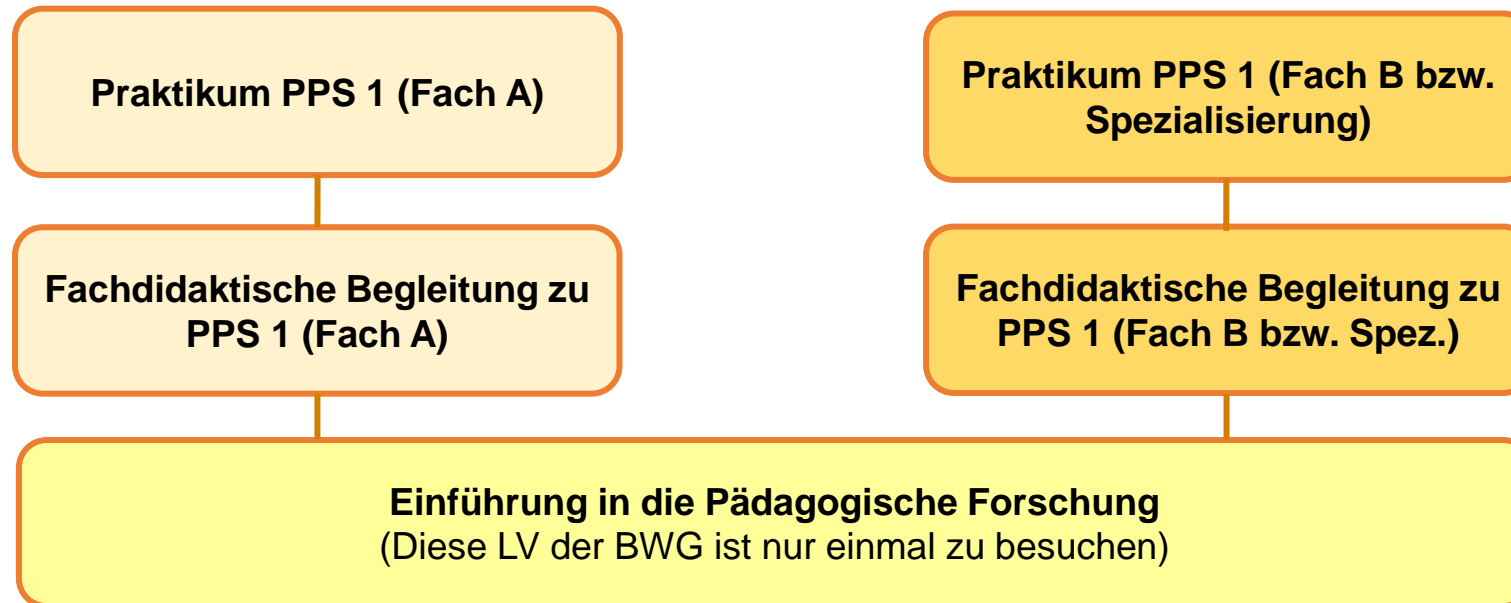 Praktikum PPS 1 (Fach A)
Praktikum PPS 1 (Fach B bzw.
Spezialisierung)
Fachdidaktische Begleitung zu
PPS 1 (Fach A)
Fachdidaktische Begleitung zu
PPS 1 (Fach B bzw. Spez.)
Einführung in die Pädagogische Forschung
(Diese LV der BWG ist nur einmal zu besuchen)